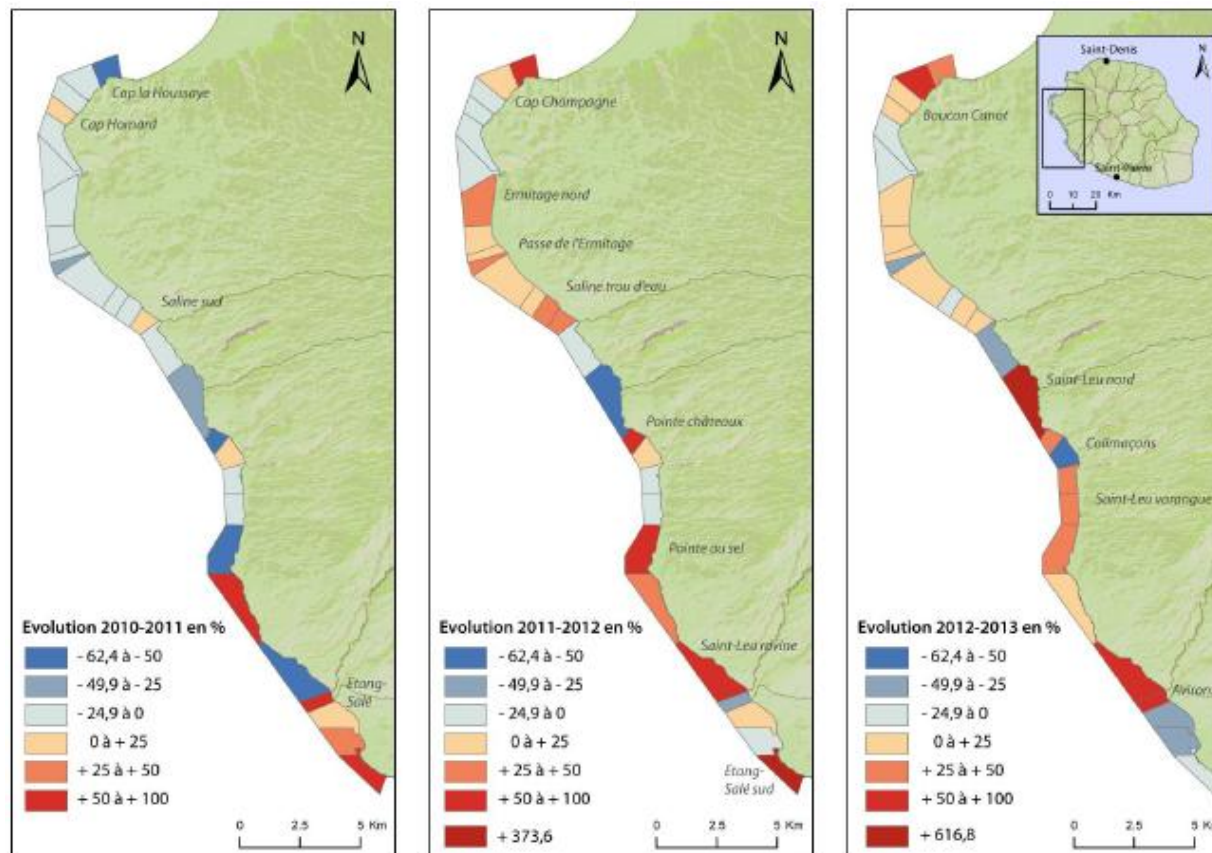 N
Cap la Houssaye
Cap Homard
Saline sud
Etang-
Salé
Evolution 2010-2011 en %
- 62,4 à - 50
- 49,9 à - 25
- 24,9 à 0
0 à + 25
+ 25 à + 50
+ 50 à + 100
0 2.5 5 Km
N
Cap Champagne
Ermitage nord
Passe de l'Ermitage
Saline trou d'eau
Pointe châteaux
Pointe au sel
Saint-Leu ravine
Etang-
Salé sud
Evolution 2011-2012 en %
- 62,4 à - 50
- 49,9 à - 25
- 24,9 à 0
0 à + 25
+ 25 à + 50
+ 50 à + 100
+ 373,6
0 2.5 5 Km
Saint-Denis
N
Saint-Pierre
0 10 20 Km
Boucan Canot
Saint-Leu nord
Colimaçons
Saint-Leu varangue
Avirons
Evolution 2012-2013 en %
- 62,4 à - 50
- 49,9 à - 25
- 24,9 à 0
0 à + 25
+ 25 à + 50
+ 50 à + 100
+ 616,8
0 2.5 5 Km